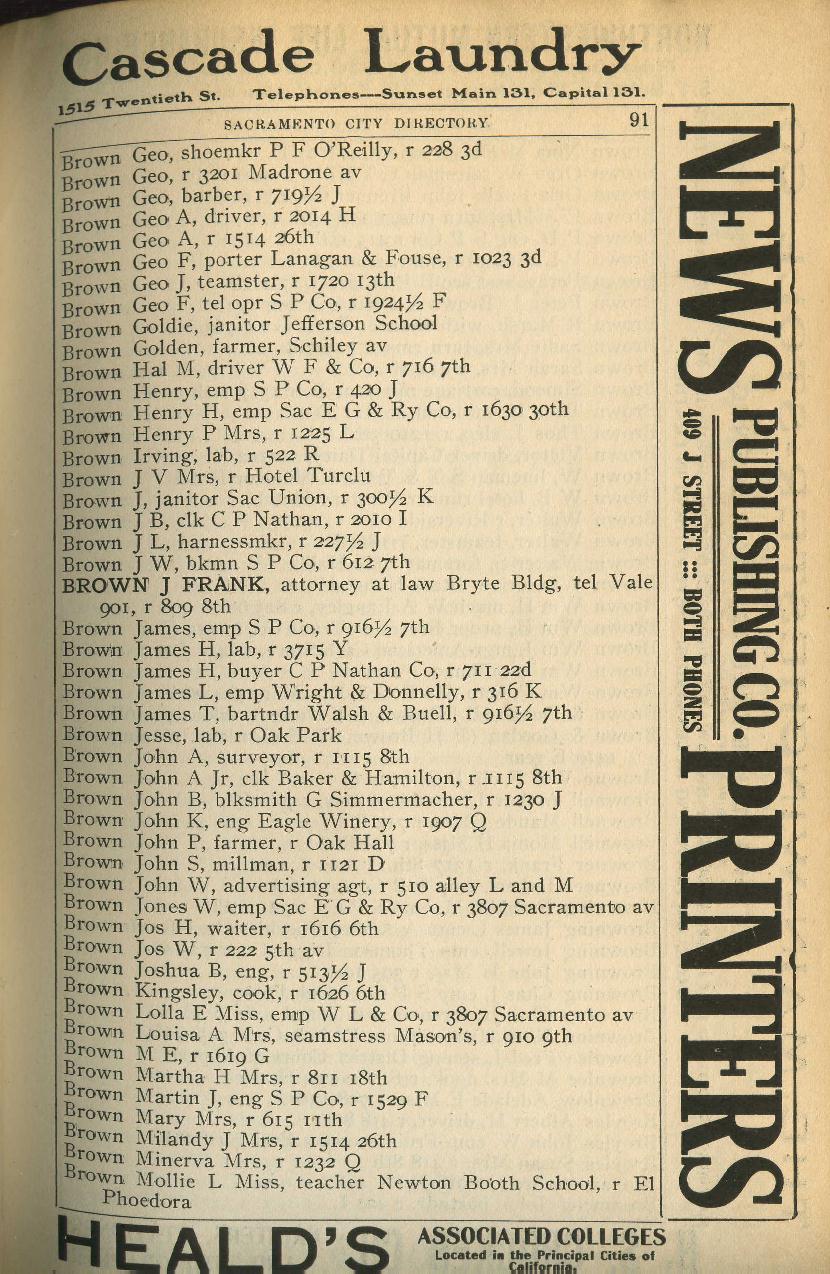 Cascade Laundry
1515 Twentieth St. Telephones---Sunset Main 131, Capital 131.
SACRAMENTO CITY DIRECTORY 91
Brown Geo, shoemkr P F O'Reilly, r 228 3d
Brown Geo, r 3201 Madrone av
Brown Geo, barber, r 719½ J
Brown Geo A, driver, r 2014 H
Brown Geo A, r 1514 26th
Brown Geo F, porter Lanagan & Fouse, r 1023 3d
Brown Geo J, teamster, r 1720 13th
Brown Geo F, tel opr S P Co, r 1924½ F
Brown Goldie, janitor Jefferson School
Brown Golden, farmer, Schiley av
Brown Hal M, driver W F & Co, r 716 7th
Brown Henry, emp S P Co, r 420 J
Brown Henry H, emp Sac E G & Ry Co, r 1630 30th
Brown Henry P Mrs, r 1225 L
Brown Irving, lab, r 522 R
Brown J V Mrs, r Hotel Turclu
Brown J, janitor Sac Union, r 300½ K
Brown J B, clk C P Nathan, r 2010 I
Brown J L, harnessmkr, r 227½ J
Brown J W, bkmn S P Co, r 612 7th
BROWN J FRANK, attorney at law Bryte Bldg, tel Vale
901, r 809 8th
Brown James, emp S P Co, r 916½ 7th
Brown James H, lab, r 3715 Y
Brown James H, buyer C P Nathan Co, r 711 22d
Brown James L, emp Wright & Donnelly, r 316 K
Brown James T, bartndr Walsh & Buell, r 916½ 7th
Brown Jesse, lab, r Oak Park
Brown John A, surveyor, r 1115 8th
Brown John A Jr, clk Baker & Hamilton, r 1115 8th
Brown John B, blksmith G Simmermacher, r 1230 J
Brown John K, eng Eagle Winery, r 1907 Q
Brown John P, farmer, r Oak Hall
Brown John S, millman, r 1121 D
Brown John W, advertising agt, r 510 alley L and M
Brown Jones W, emp Sac E G & Ry Co, r 3807 Sacramento av
Brown Jos H, waiter, r 1616 6th
Brown Jos W, r 222 5th av
Brown Joshua B, eng, r 513½ J
Brown Kingsley, cook, r 1626 6th
Brown Lolla E Miss, emp W L & Co, r 3807 Sacramento av
Brown Louisa A Mrs, seamstress Mason's, r 910 9th
Brown M E, r 1619 G
Brown Martha H Mrs, r 811 18th
Brown Martin J, eng S P Co, r 1529 F
Brown Mary Mrs, r 615 11th
Brown Milandy J Mrs, r 1514 26th
Brown Minerva Mrs, r 1232 Q
Brown Mollie L Miss, teacher Newton Booth School, r El
Phoedora
NEWS PUBLISHING CO. PRINTERS
409 J STREET ::: BOTH PHONES
HEALD'S ASSOCIATED COLLEGES
Located in the Principal Cities of
California.